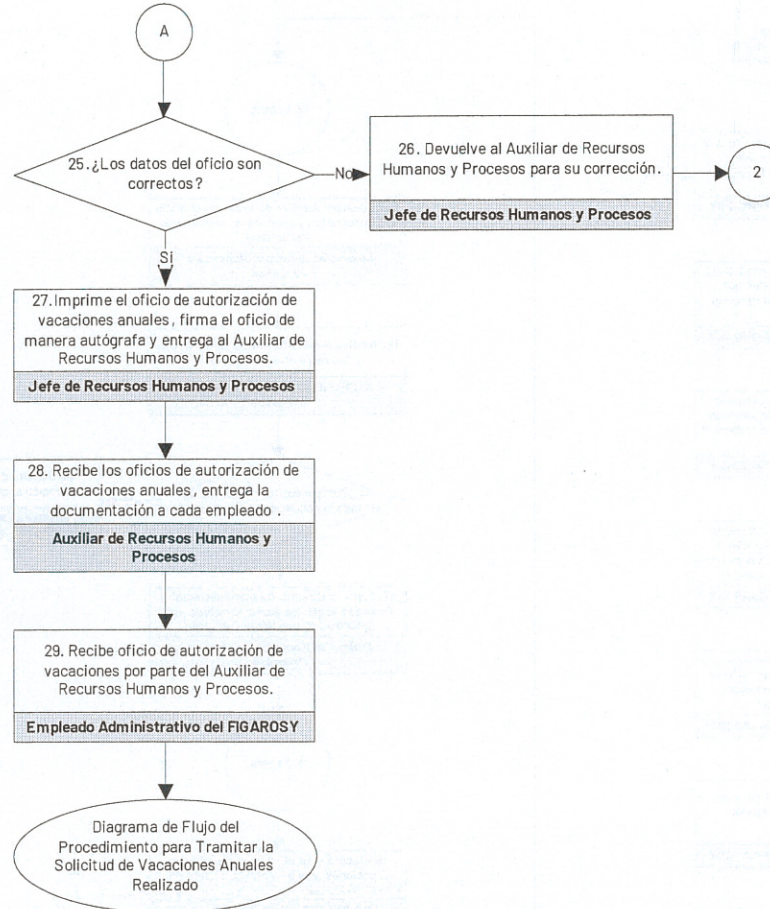 A
25.¿Los datos del oficio son
correctos?
No
26. Devuelve al Auxiliar de Recursos
Humanos y Procesos para su corrección.
Jefe de Recursos Humanos y Procesos
2
Si
27.Imprime el oficio de autorización de
vacaciones anuales, firma el oficio de
manera autógrafa y entrega al Auxiliar de
Recursos Humanos y Procesos.
Jefe de Recursos Humanos y Procesos
28. Recibe los oficios de autorización de
vacaciones anuales, entrega la
documentación a cada empleado .
Auxiliar de Recursos Humanos y
Procesos
29. Recibe oficio de autorización de
vacaciones por parte del Auxiliar de
Recursos Humanos y Procesos.
Empleado Administrativo del FIGAROSY
Diagrama de Flujo del
Procedimiento para Tramitar la
Solicitud de Vacaciones Anuales
Realizado